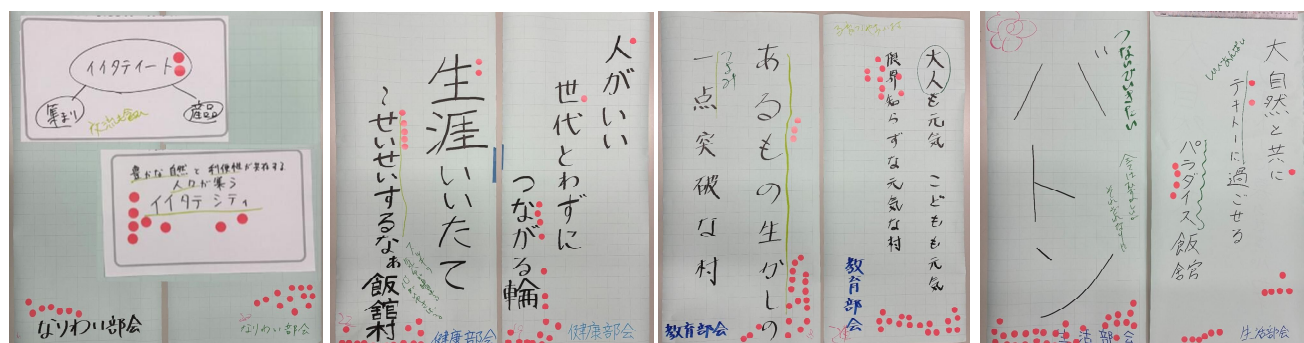 イイタテイート
集まり
産品
豊かな自然と利便性が共存する
人々が集う
イイタテ シティ
なりわい部会
なりわい部会
生涯いいたて
～せいせいするなぁ飯舘村
健康部会
人がいい
世代とわずに
つながる輪
健康部会
あるもの生かしの
一点突破な村
教育部会
大人も元気 こどもも元気
限界知らずな元気な村
教育部会
つないでいきたい
ハートフル
生活部会
大自然と共に
テキトーに過ごせる
パラダイス飯舘
生活部会